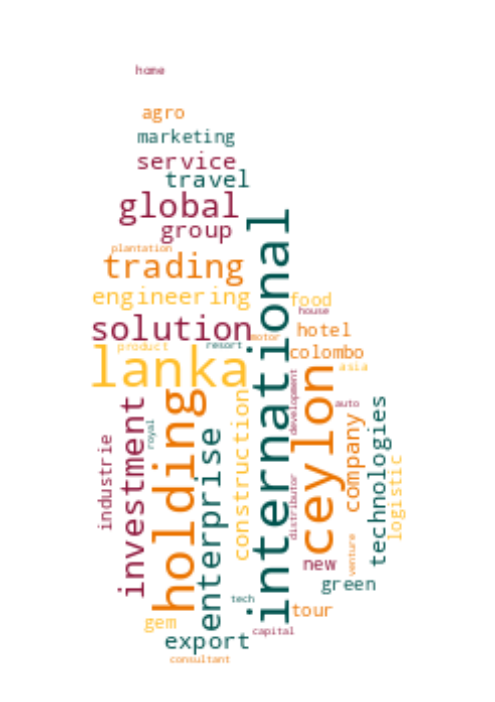 home
agro
marketing
service
travel
global
group
international
plantation
trading
engineering
food
house
solution
hotel
motor
product
resort
colombo
lanka
asia
ceylon
development
holding
construction
investment
technologies
auto
royal
company
enterprise
industrie
logistic
distributor
venture
new
green
tech
tour
gem
capital
export
consultant